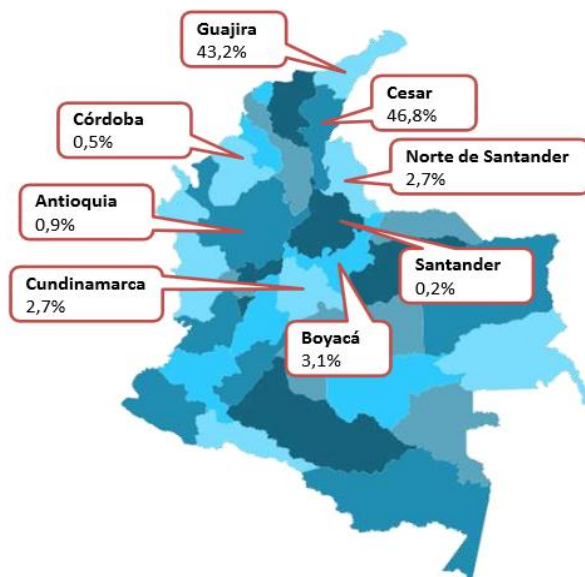 Guajira
43,2%
Cesar
46,8%
Córdoba
0,5%
Norte de Santander
2,7%
Antioquia
0,9%
Santander
0,2%
Cundinamarca
2,7%
Boyacá
3,1%